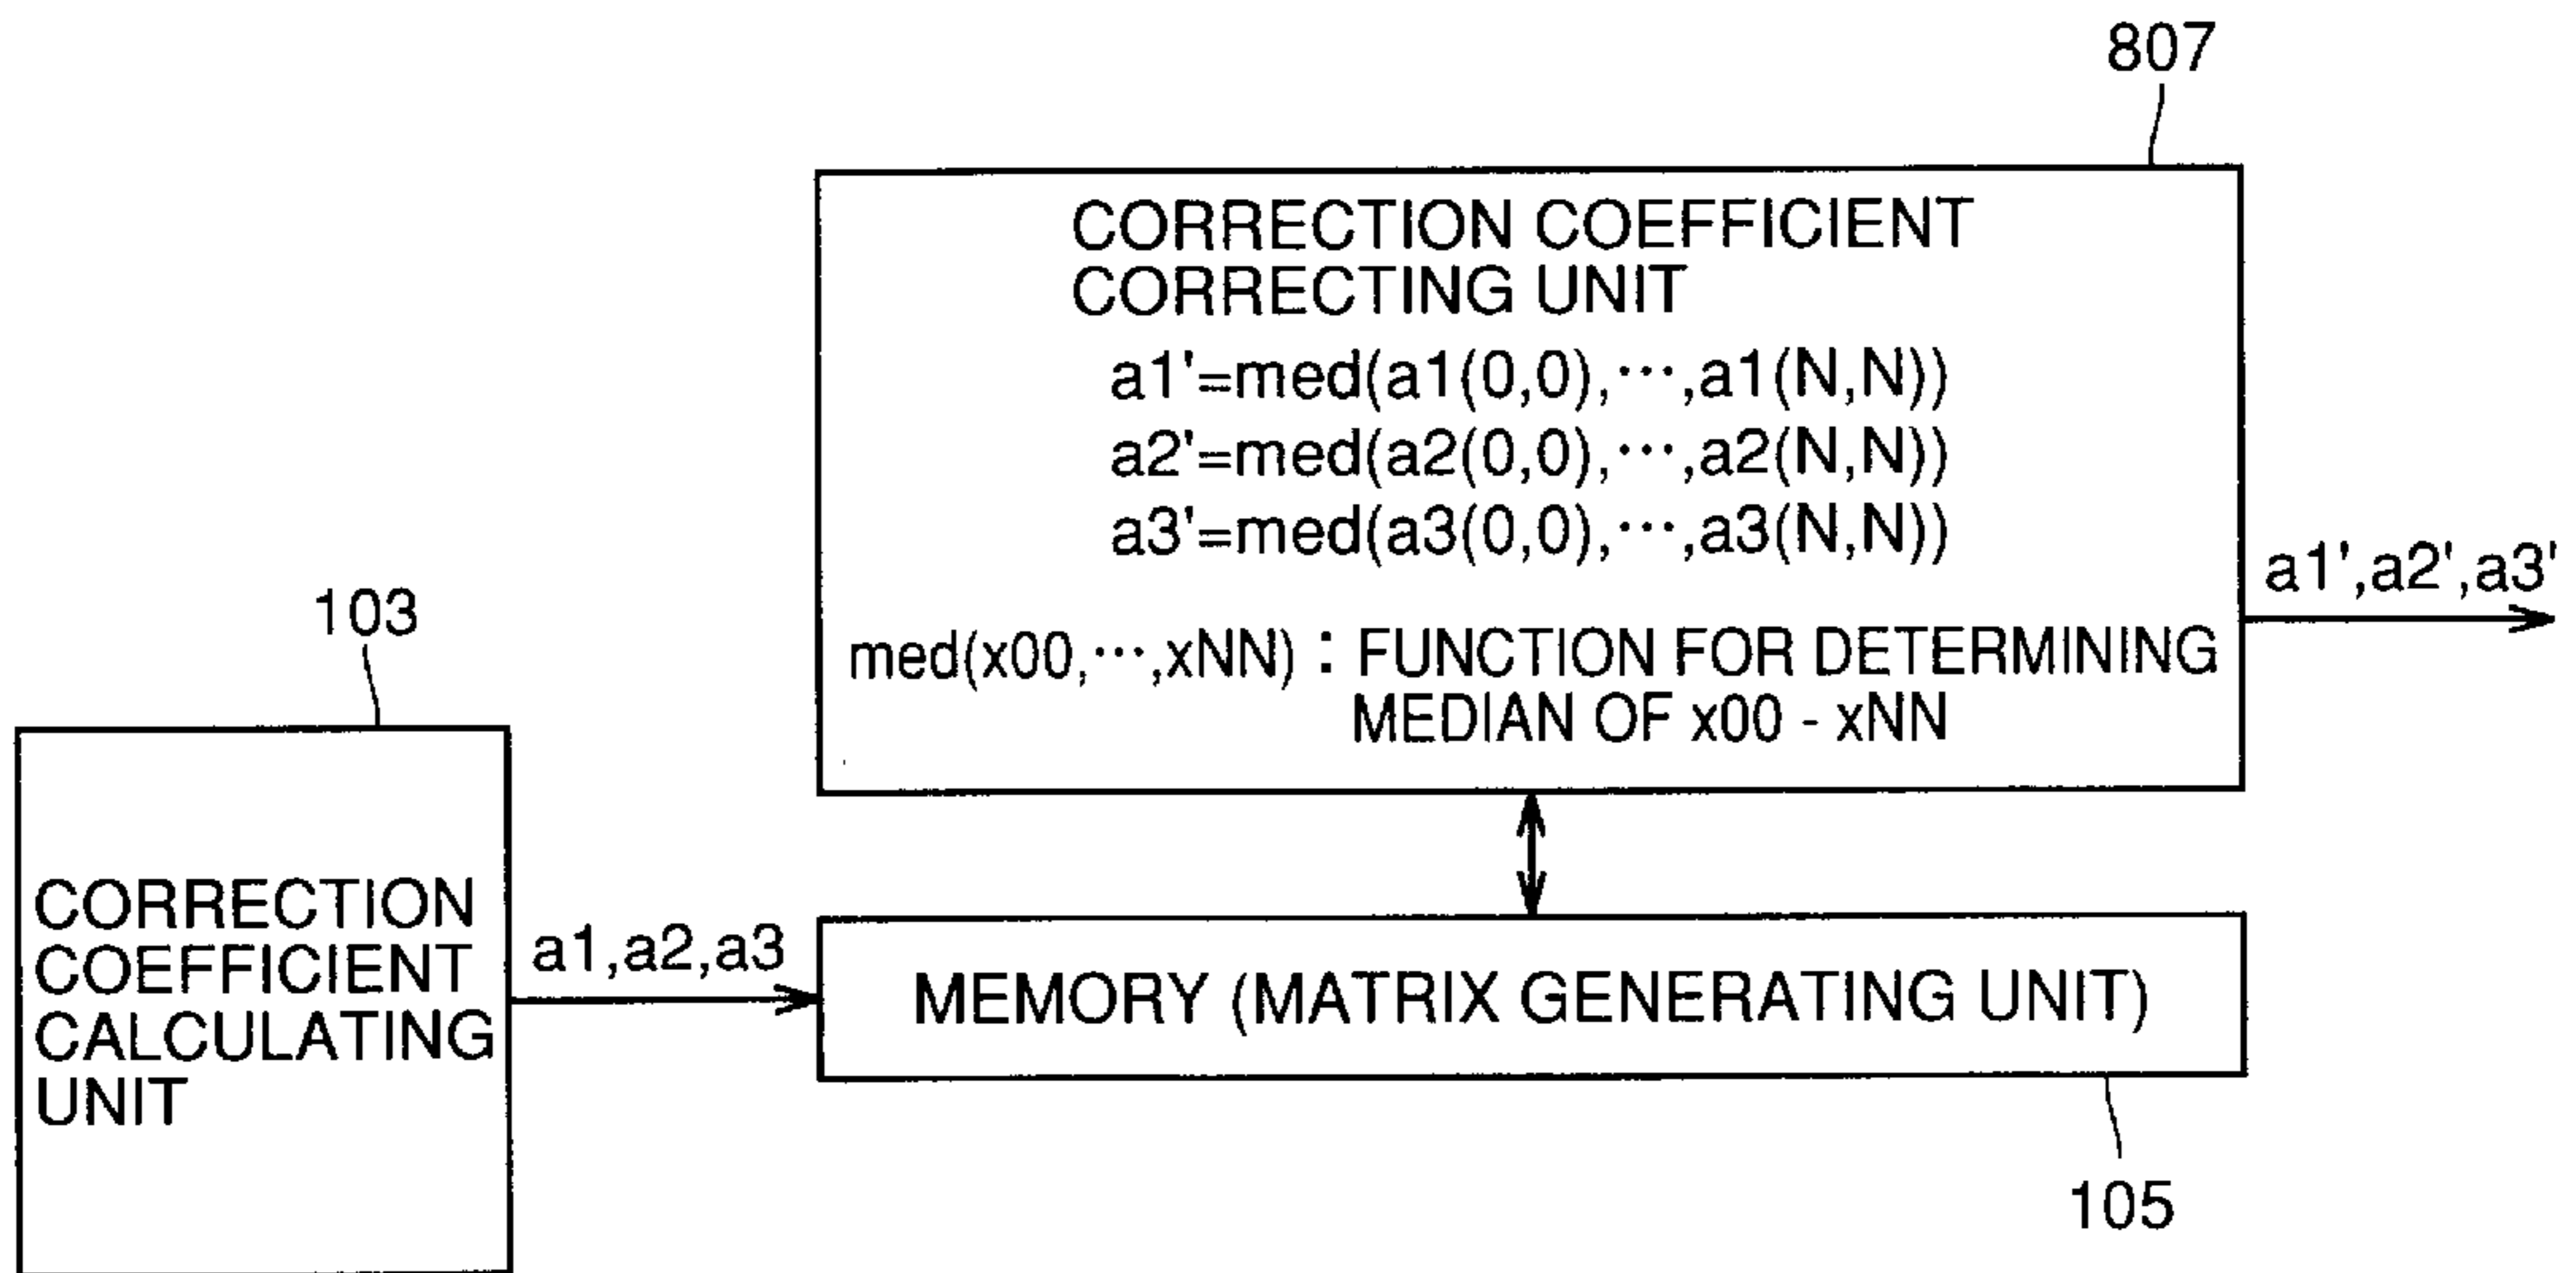 807
CORRECTION COEFFICIENT
CORRECTING UNIT
a1'=med(a1(0,0),···,a1(N,N))
a2'=med(a2(0,0),···,a2(N,N))
a3'=med(a3(0,0),···,a3(N,N))
med(x00,···,xNN) : FUNCTION FOR DETERMINING
MEDIAN OF x00 - xNN
a1',a2',a3'
103
CORRECTION
COEFFICIENT
CALCULATING
UNIT
a1,a2,a3
MEMORY (MATRIX GENERATING UNIT)
105